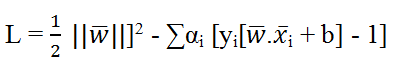 L = 1/2 ||w̅||]² - ∑αᵢ [yᵢ[w̅.x̅ᵢ + b] - 1]